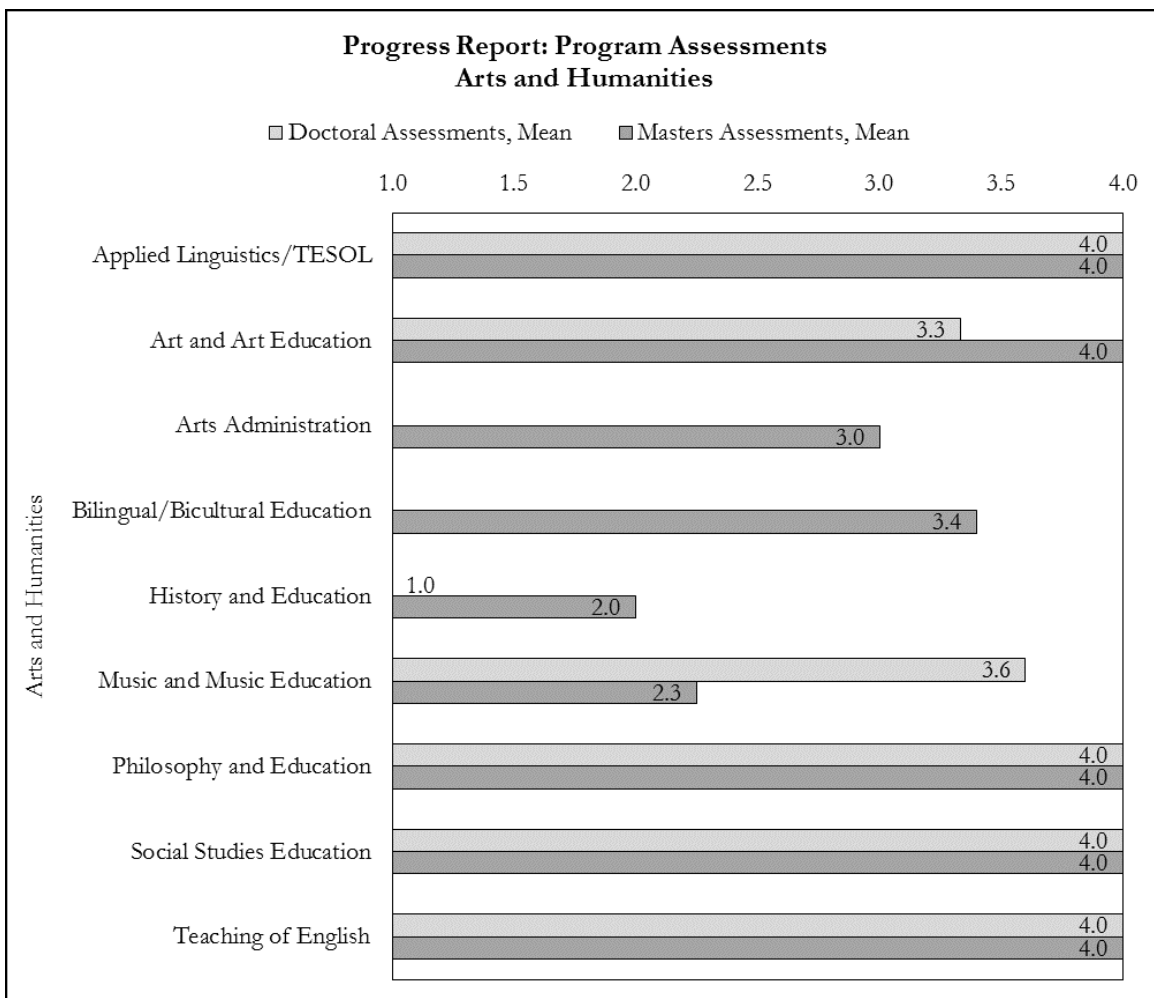 Progress Report: Program Assessments
Arts and Humanities
Doctoral Assessments, Mean Masters Assessments, Mean
1.0 1.5 2.0 2.5 3.0 3.5 4.0
Arts and Humanities
Applied Linguistics/TESOL
4.0
4.0
Art and Art Education
3.3
4.0
Arts Administration
3.0
Bilingual/Bicultural Education
3.4
History and Education
1.0
2.0
Music and Music Education
3.6
2.3
Philosophy and Education
4.0
4.0
Social Studies Education
4.0
4.0
Teaching of English
4.0
4.0